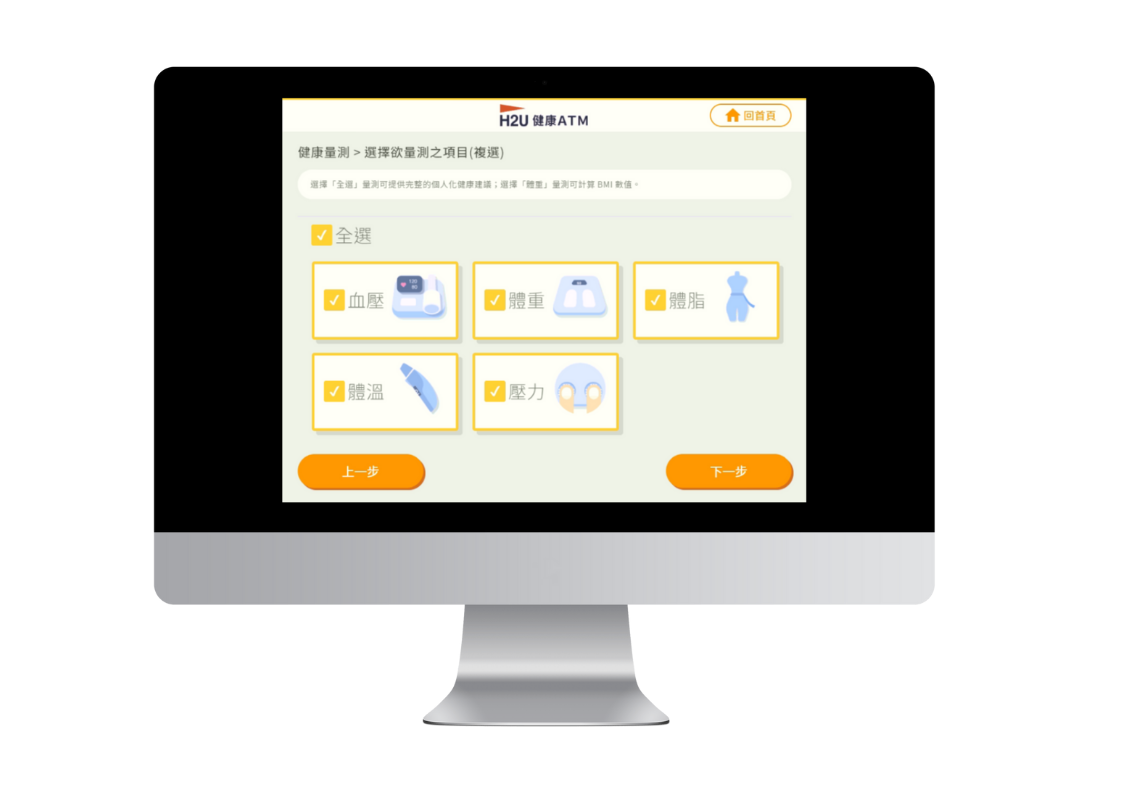 H2U 健康ATM
回首頁
健康量測 > 選擇欲量測之項目(複選)
選擇「全選」量測可提供完整的個人化健康建議；選擇「體重」量測可計算 BMI 數值。
全選
血壓
體重
體脂
體溫
壓力
上一步
下一步